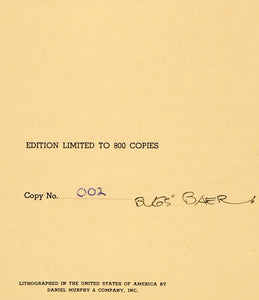 EDITION LIMITED TO 800 COPIES
Copy No. 002 "BUGS" BAER
LITHOGRAPHED IN THE UNITED STATES OF AMERICA BY
DANIEL MURPHY & COMPANY, INC.